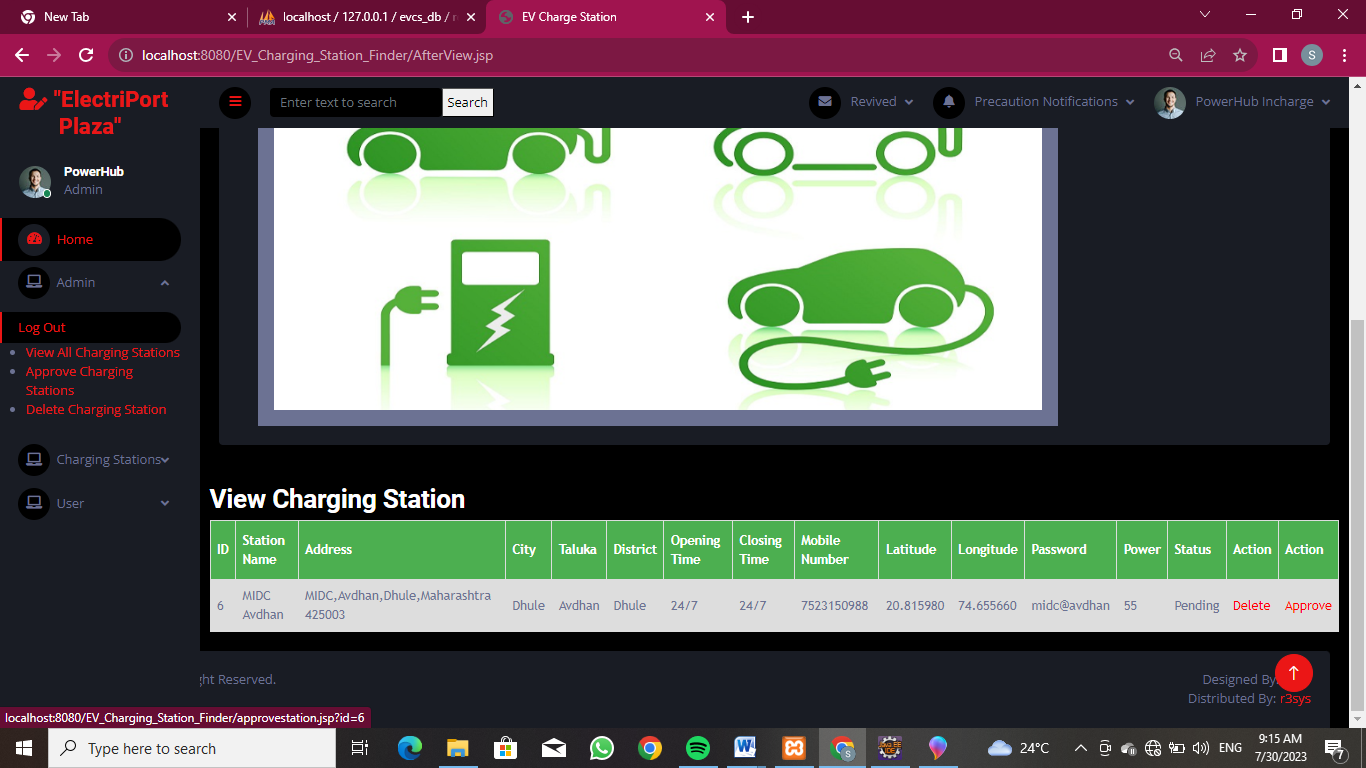 New Tab
localhost / 127.0.0.1 / evcs_db /
EV Charge Station
localhost:8080/EV_Charging_Station_Finder/AfterView.jsp
S
"ElectriPort
Plaza"
Enter text to search
Search
Revived
Precaution Notifications
PowerHub Incharge
PowerHub
Admin
Home
Admin
Log Out
View All Charging Stations
Approve Charging
Stations
Delete Charging Station
Charging Stations
User
View Charging Station
ID Station Name Address City Taluka District Opening Time Closing Time Mobile Number Latitude Longitude Password Power Status Action Action
6 MIDC Avdhan MIDC,Avdhan,Dhule,Maharashtra 425003 Dhule Avdhan Dhule 24/7 24/7 7523150988 20.815980 74.655660 midc@avdhan 55 Pending Delete Approve
ght Reserved.
Designed By:
Distributed By: r3sys
localhost:8080/EV_Charging_Station_Finder/approvestation.jsp?id=6
Type here to search
24°C
ENG
9:15 AM
7/30/2023
7